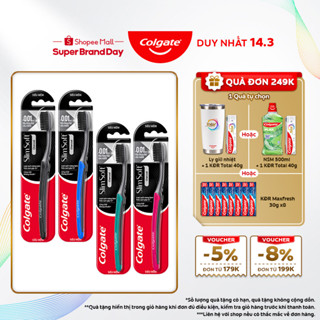 Shopee Mall
Super Brand Day
Colgate
DUY NHẤT 14.3
QUÀ ĐƠN 249K
1 Quà tự chọn
Hoặc
Ly giữ nhiệt
+ 1 KĐR Total 40g
NSM 500ml
+ 1 KĐR Total 40g
Hoặc
KĐR Maxfresh
30g x8
Colgate
SlimSoft
Colgate
SlimSoft
Colgate
SlimSoft
Colgate
SlimSoft
VOUCHER
-5%
ĐƠN TỪ 179K
VOUCHER
-8%
ĐƠN TỪ 199K
*Số lượng quà tặng có hạn, quà tặng không cộng dồn.
**Quà tặng hiển thị trong giỏ hàng khi đơn đủ điều kiện, kiểm tra giỏ hàng trước khi thanh toán.
***Liên hệ với shop nếu có thắc mắc về đơn hàng.